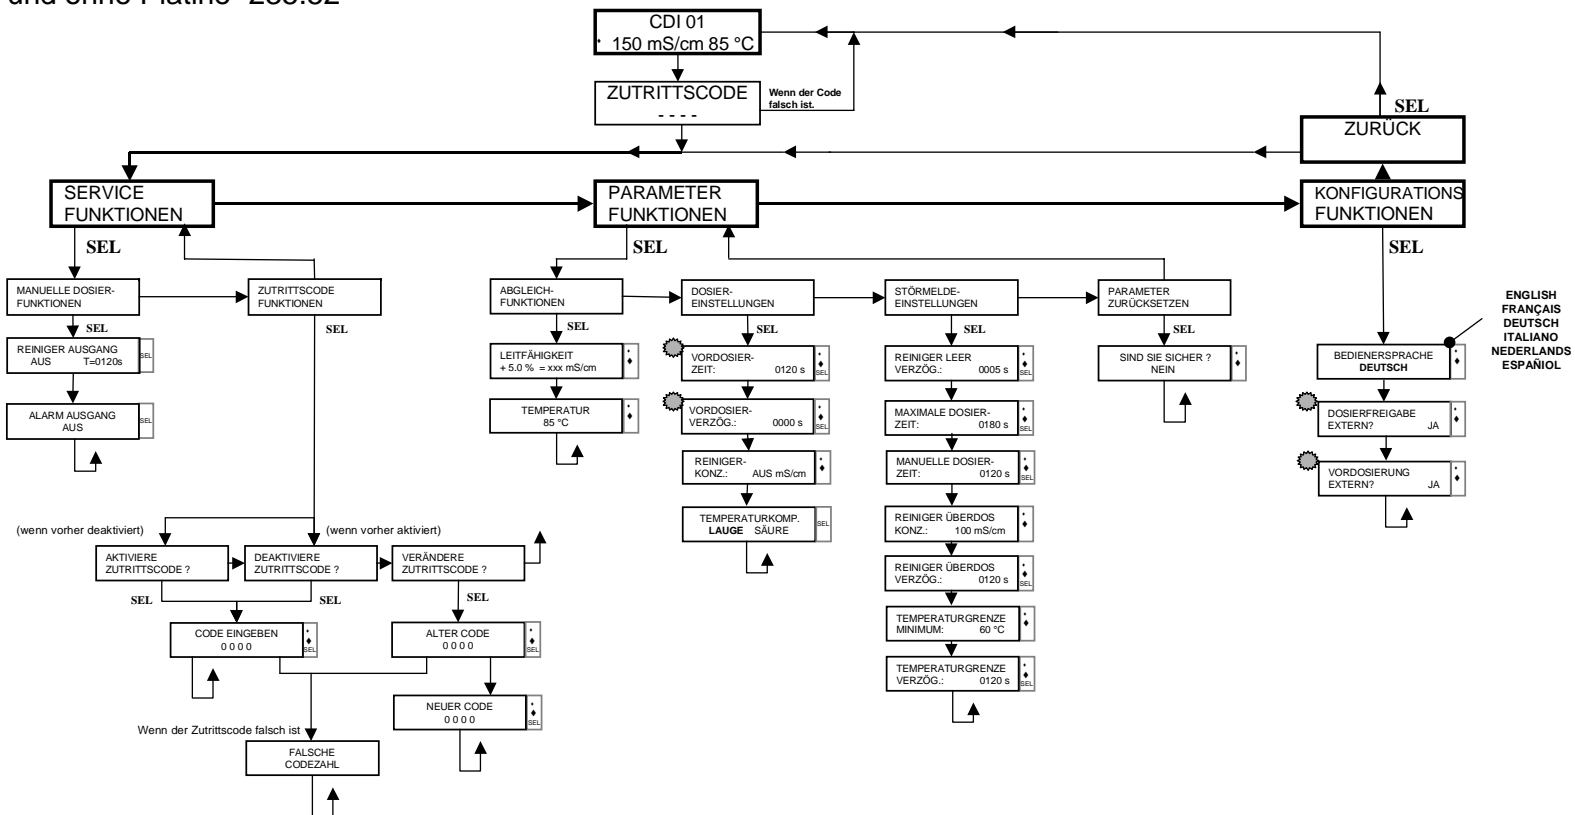 CDI 01
150 mS/cm 85 °C
ZUTRITTSCODE
- - - -
Wenn der Code
falsch ist.
SEL
ZURÜCK
SERVICE
FUNKTIONEN
PARAMETER
FUNKTIONEN
KONFIGURATIONS
FUNKTIONEN
SEL
SEL
SEL
MANUELLE DOSIER-
FUNKTIONEN
ZUTRITTSCODE
FUNKTIONEN
ABGLEICH-
FUNKTIONEN
DOSIER-
EINSTELLUNGEN
STÖRMELDE-
EINSTELLUNGEN
PARAMETER
ZURÜCKSETZEN
SEL
SEL
SEL
SEL
SEL
SEL
REINIGER AUSGANG
AUS T=0120s
SEL
ALARM AUSGANG
AUS
SEL
LEITFÄHIGKEIT
+ 5.0 % = xxx mS/cm
TEMPERATUR
85 °C
VORDOSIER-
ZEIT: 0120 s
SEL
VORDOSIER-
VERZÖG.: 0000 s
SEL
REINIGER-
KONZ.: AUS mS/cm
TEMPERATURKOMP.
LAUGE SÄURE
SEL
REINIGER LEER
VERZÖG.: 0005 s
SEL
MAXIMALE DOSIER-
ZEIT: 0180 s
SEL
MANUELLE DOSIER-
ZEIT: 0120 s
SEL
REINIGER ÜBERDOS
KONZ.: 100 mS/cm
REINIGER ÜBERDOS
VERZÖG.: 0120 s
SEL
TEMPERATURGRENZE
MINIMUM: 60 °C
TEMPERATURGRENZE
VERZÖG.: 0120 s
SEL
SIND SIE SICHER ?
NEIN
ENGLISH
FRANÇAIS
DEUTSCH
ITALIANO
NEDERLANDS
ESPAÑIOL
BEDIENERSPRACHE
DEUTSCH
DOSIERFREIGABE
EXTERN? JA
VORDOSIERUNG
EXTERN? JA
(wenn vorher deaktiviert)
(wenn vorher aktiviert)
AKTIVIERE
ZUTRITTSCODE ?
DEAKTIVIERE
ZUTRITTSCODE ?
VERÄNDERE
ZUTRITTSCODE ?
SEL
SEL
SEL
CODE EINGEBEN
0 0 0 0
SEL
ALTER CODE
0 0 0 0
SEL
NEUER CODE
0 0 0 0
SEL
Wenn der Zutrittscode falsch ist
FALSCHE
CODEZAHL